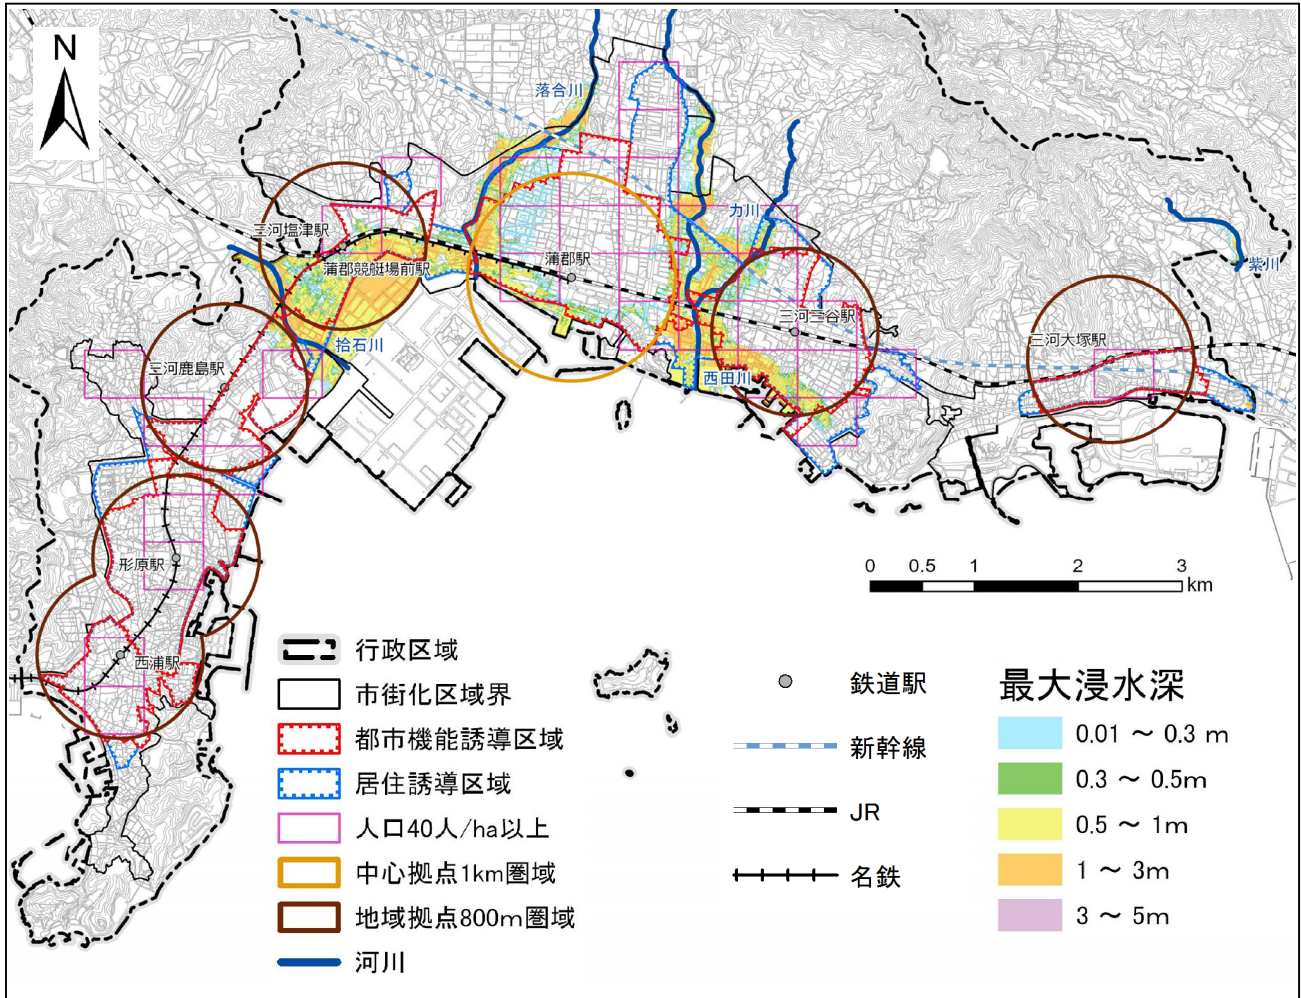 N
落合川
力川
三河塩津駅
蒲郡競艇場前駅
蒲郡駅
紫川
三河三谷駅
三河大塚駅
拾石川
三河鹿島駅
西田川
形原駅
西浦駅
0 0.5 1 2 3
km
行政区域
市街化区域界
都市機能誘導区域
居住誘導区域
人口40人/ha以上
中心拠点1km圏域
地域拠点800m圏域
河川
鉄道駅
新幹線
JR
名鉄
最大浸水深
0.01 ～ 0.3 m
0.3 ～ 0.5m
0.5 ～ 1m
1 ～ 3m
3 ～ 5m